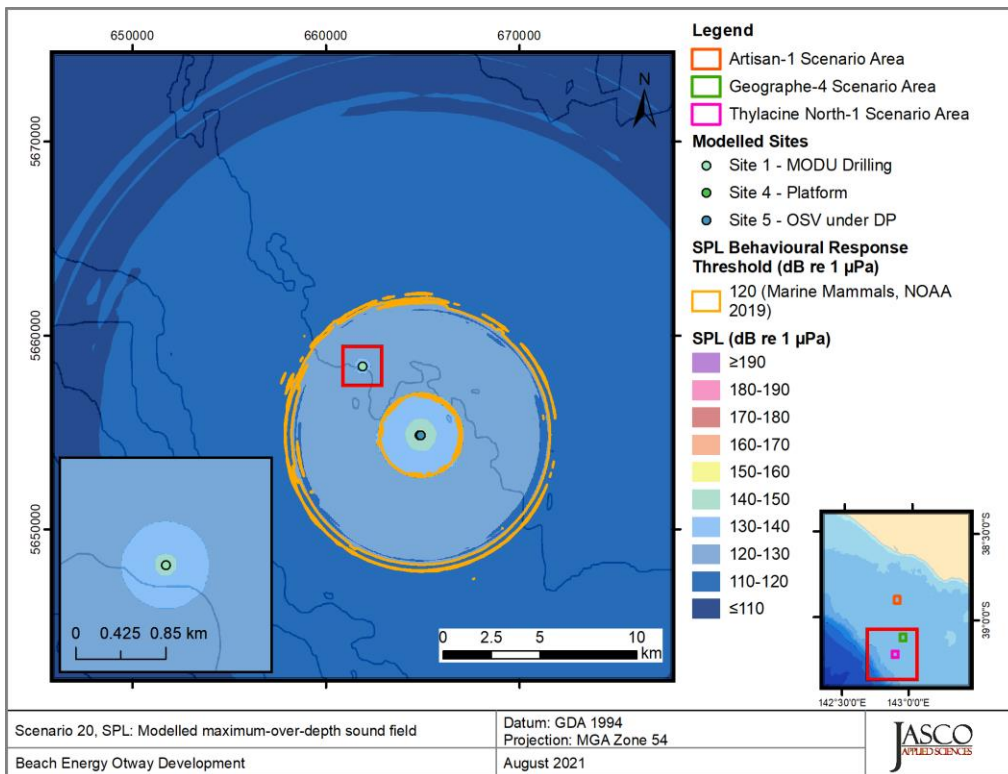 650000
660000
670000
5670000
5660000
5650000
N
0 0.425 0.85 km
0 2.5 5 10
km
Legend
Artisan-1 Scenario Area
Geographe-4 Scenario Area
Thylacine North-1 Scenario Area
Modelled Sites
Site 1 - MODU Drilling
Site 4 - Platform
Site 5 - OSV under DP
SPL Behavioural Response
Threshold (dB re 1 µPa)
120 (Marine Mammals, NOAA
2019)
SPL (dB re 1 µPa)
≥190
180-190
170-180
160-170
150-160
140-150
130-140
120-130
110-120
≤110
38°30'0"S
39°0'0"S
142°30'0"E
143°0'0"E
Scenario 20, SPL: Modelled maximum-over-depth sound field
Datum: GDA 1994
Projection: MGA Zone 54
Beach Energy Otway Development
August 2021
JASCO
APPLIED SCIENCES